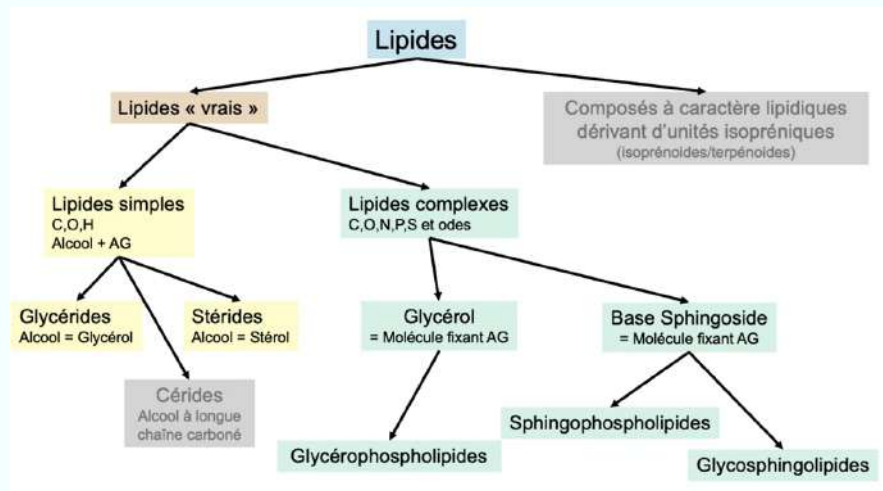 Lipides
Lipides « vrais »
Composés à caractère lipidiques
dérivant d'unités isopréniques
(isoprénoides/terpénoides)
Lipides simples
C,O,H
Alcool + AG
Lipides complexes
C,O,N,P,S et odes
Glycérides
Alcool = Glycérol
Stérides
Alcool = Stérol
Glycérol
= Molécule fixant AG
Base Sphingoside
= Molécule fixant AG
Cérides
Alcool à longue
chaîne carboné
Sphingophospholipides
Glycérophospholipides
Glycosphingolipides